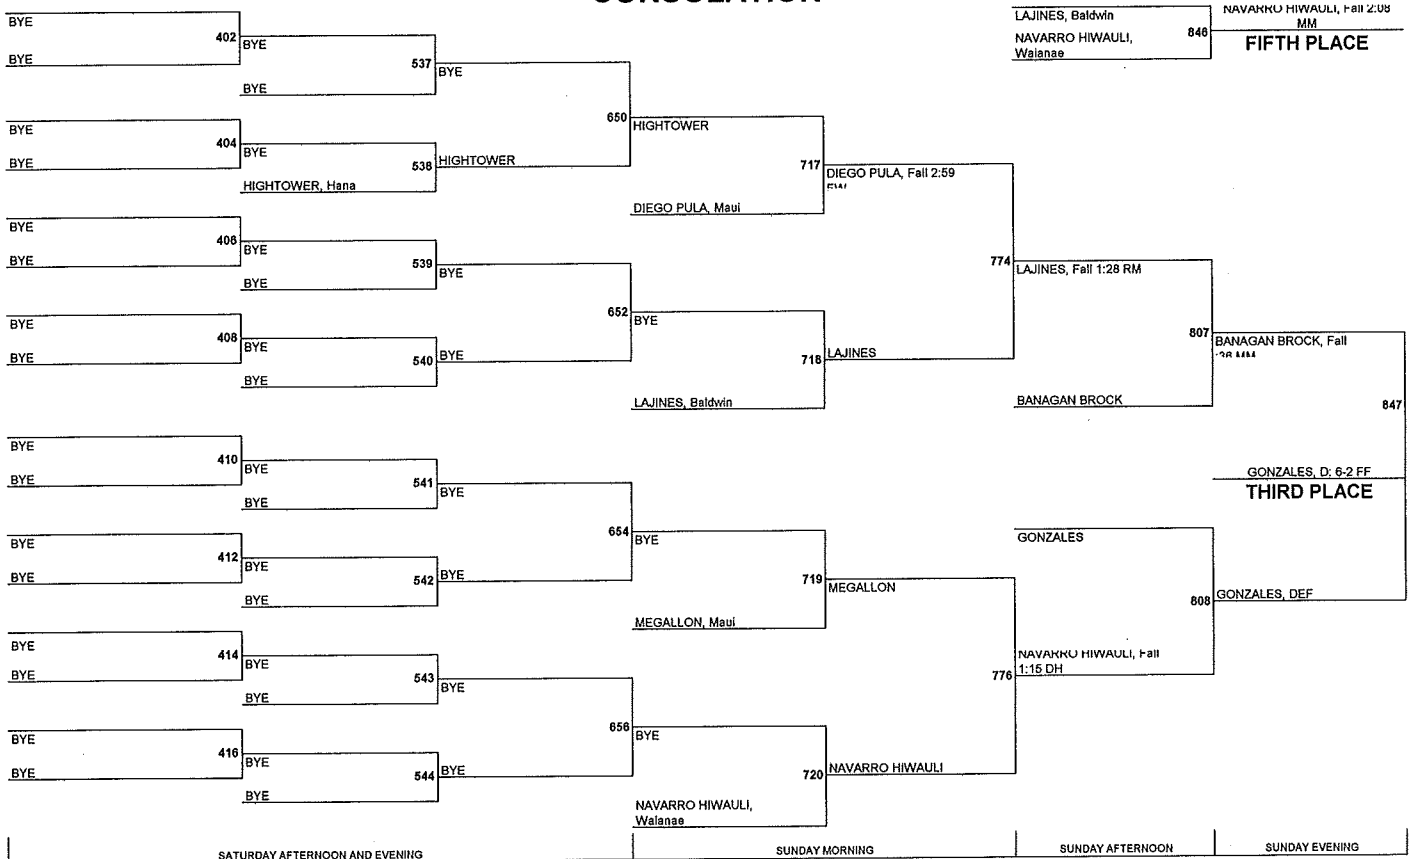 CONSOLATION
BYE
402
BYE
BYE
537
BYE
BYE
BYE
404
BYE
BYE
538
HIGHTOWER
HIGHTOWER, Hana
650
HIGHTOWER
717
DIEGO PULA, Fall 2:59
DIEGO PULA, Maui
BYE
406
BYE
BYE
539
BYE
BYE
BYE
408
BYE
BYE
540
BYE
BYE
652
BYE
718
LAJINES
LAJINES, Baldwin
774
LAJINES, Fall 1:28 RM
807
BANAGAN BROCK, Fall
:36 MM
BANAGAN BROCK
847
BYE
410
BYE
BYE
541
BYE
BYE
BYE
412
BYE
BYE
542
BYE
BYE
654
BYE
719
MEGALLON
MEGALLON, Maui
BYE
414
BYE
BYE
543
BYE
BYE
BYE
416
BYE
BYE
544
BYE
BYE
656
BYE
720
NAVARRO HIWAULI
NAVARRO HIWAULI,
Waianae
776
NAVARRO HIWAULI, Fall
1:15 DH
GONZALES
808
GONZALES, DEF
GONZALES, D: 6-2 FF
THIRD PLACE
LAJINES, Baldwin
NAVARRO HIWAULI,
Waianae
846
NAVARRO HIWAULI, Fall 2:08
MM
FIFTH PLACE
SATURDAY AFTERNOON AND EVENING
SUNDAY MORNING
SUNDAY AFTERNOON
SUNDAY EVENING